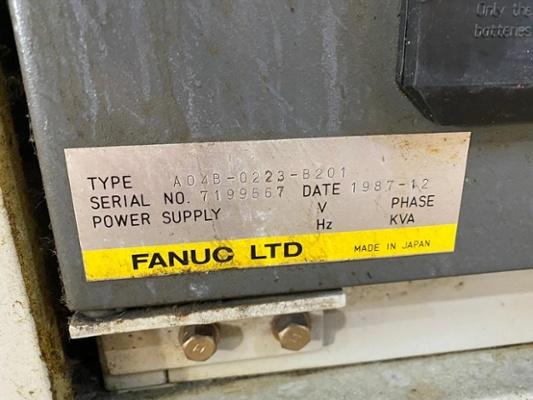 Only the
batteries
TYPE A04B-0223-B201
SERIAL NO. 7199567 DATE 1987-12
POWER SUPPLY V PHASE
Hz KVA
FANUC LTD MADE IN JAPAN